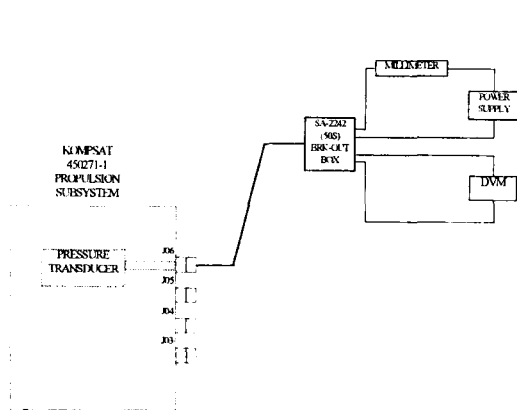 MILLIMETER
POWER
SUPPLY
SA-2242
(50S)
BRK-OUT
BOX
DVM
KOMPSAT
450271-1
PROPULSION
SUBSYSTEM
PRESSURE
TRANSDUCER
J06
J05
J04
J03